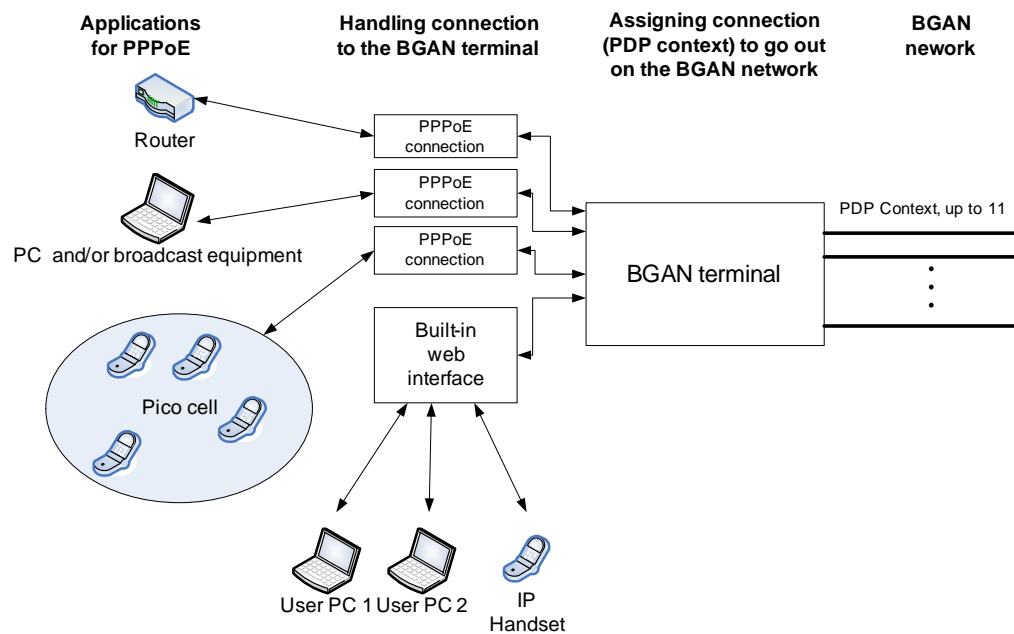 Applications
for PPPoE
Handling connection
to the BGAN terminal
Assigning connection
(PDP context) to go out
on the BGAN network
BGAN
nework
Router
PPPoE
connection
PC and/or broadcast equipment
PPPoE
connection
PPPoE
connection
BGAN terminal
PDP Context, up to 11
Built-in
web
interface
Pico cell
User PC 1
User PC 2
IP
Handset